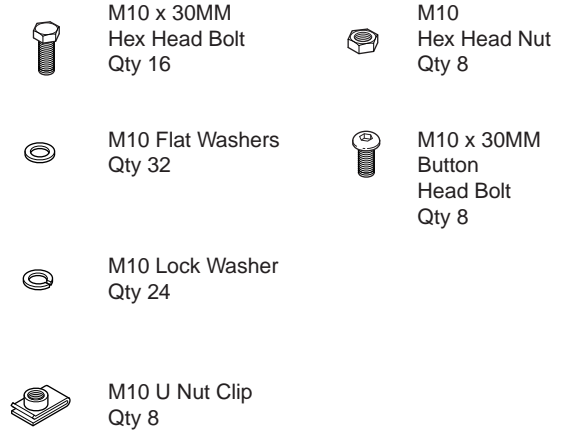 M10 x 30MM
Hex Head Bolt
Qty 16
M10
Hex Head Nut
Qty 8
M10 Flat Washers
Qty 32
M10 x 30MM
Button
Head Bolt
Qty 8
M10 Lock Washer
Qty 24
M10 U Nut Clip
Qty 8